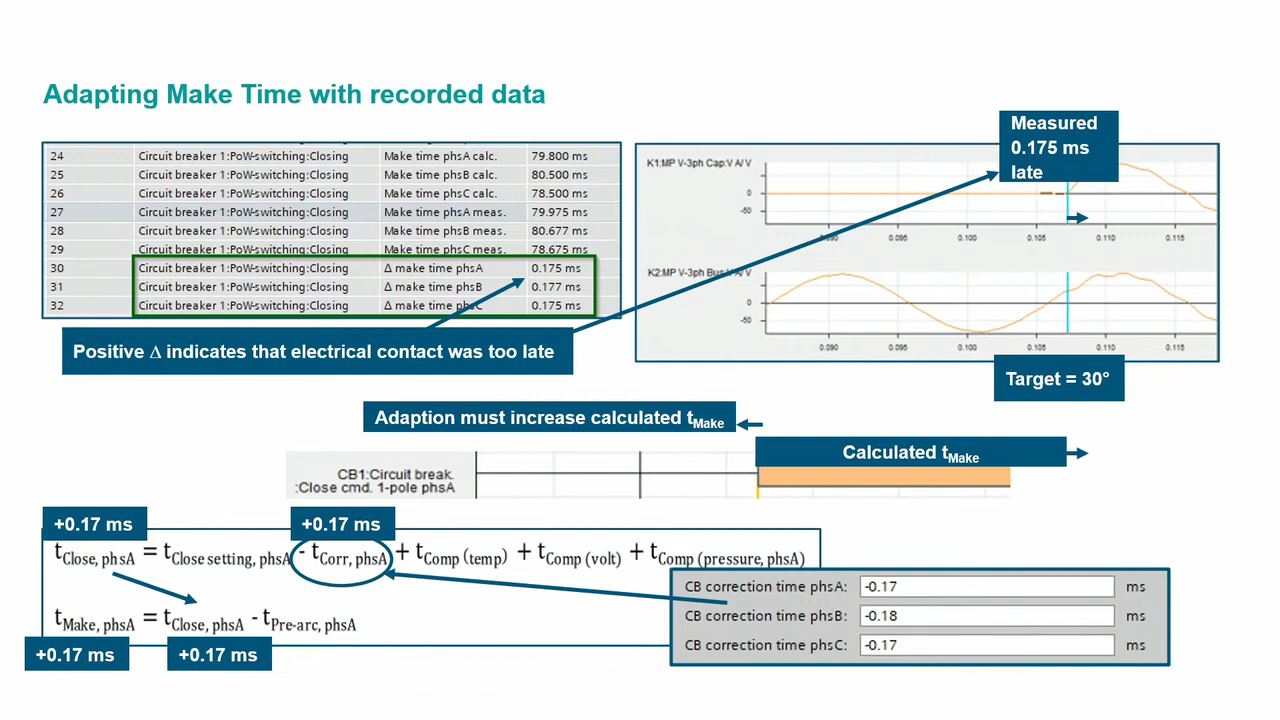 Adapting Make Time with recorded data
24 Circuit breaker 1:PoW-switching:Closing Make time phsA calc. 79.800 ms
25 Circuit breaker 1:PoW-switching:Closing Make time phsB calc. 80.500 ms
26 Circuit breaker 1:PoW-switching:Closing Make time phsC calc. 78.500 ms
27 Circuit breaker 1:PoW-switching:Closing Make time phsA meas. 79.975 ms
28 Circuit breaker 1:PoW-switching:Closing Make time phsB meas. 80.677 ms
29 Circuit breaker 1:PoW-switching:Closing Make time phsC meas. 78.675 ms
30 Circuit breaker 1:PoW-switching:Closing Δ make time phsA 0.175 ms
31 Circuit breaker 1:PoW-switching:Closing Δ make time phsB 0.177 ms
32 Circuit breaker 1:PoW-switching:Closing Δ make time phsC 0.175 ms
Positive Δ indicates that electrical contact was too late
Measured
0.175 ms
late
K1:MP V-3ph Cap:V A/ V
0
-50
0.090 0.095 0.100 0.105 0.110 0.115
K2:MP V-3ph Bus:V A/ V
0
-50
0.090 0.095 0.100 0.105 0.110 0.115
Target = 30°
Adaption must increase calculated tMake
Calculated tMake
CB1:Circuit break.
:Close cmd. 1-pole phsA
+0.17 ms +0.17 ms
tClose, phsA = tClose setting, phsA - tCorr, phsA + tComp (temp) + tComp (volt) + tComp (pressure, phsA)
tMake, phsA = tClose, phsA - tPre-arc, phsA
+0.17 ms +0.17 ms
CB correction time phsA: -0.17 ms
CB correction time phsB: -0.18 ms
CB correction time phsC: -0.17 ms